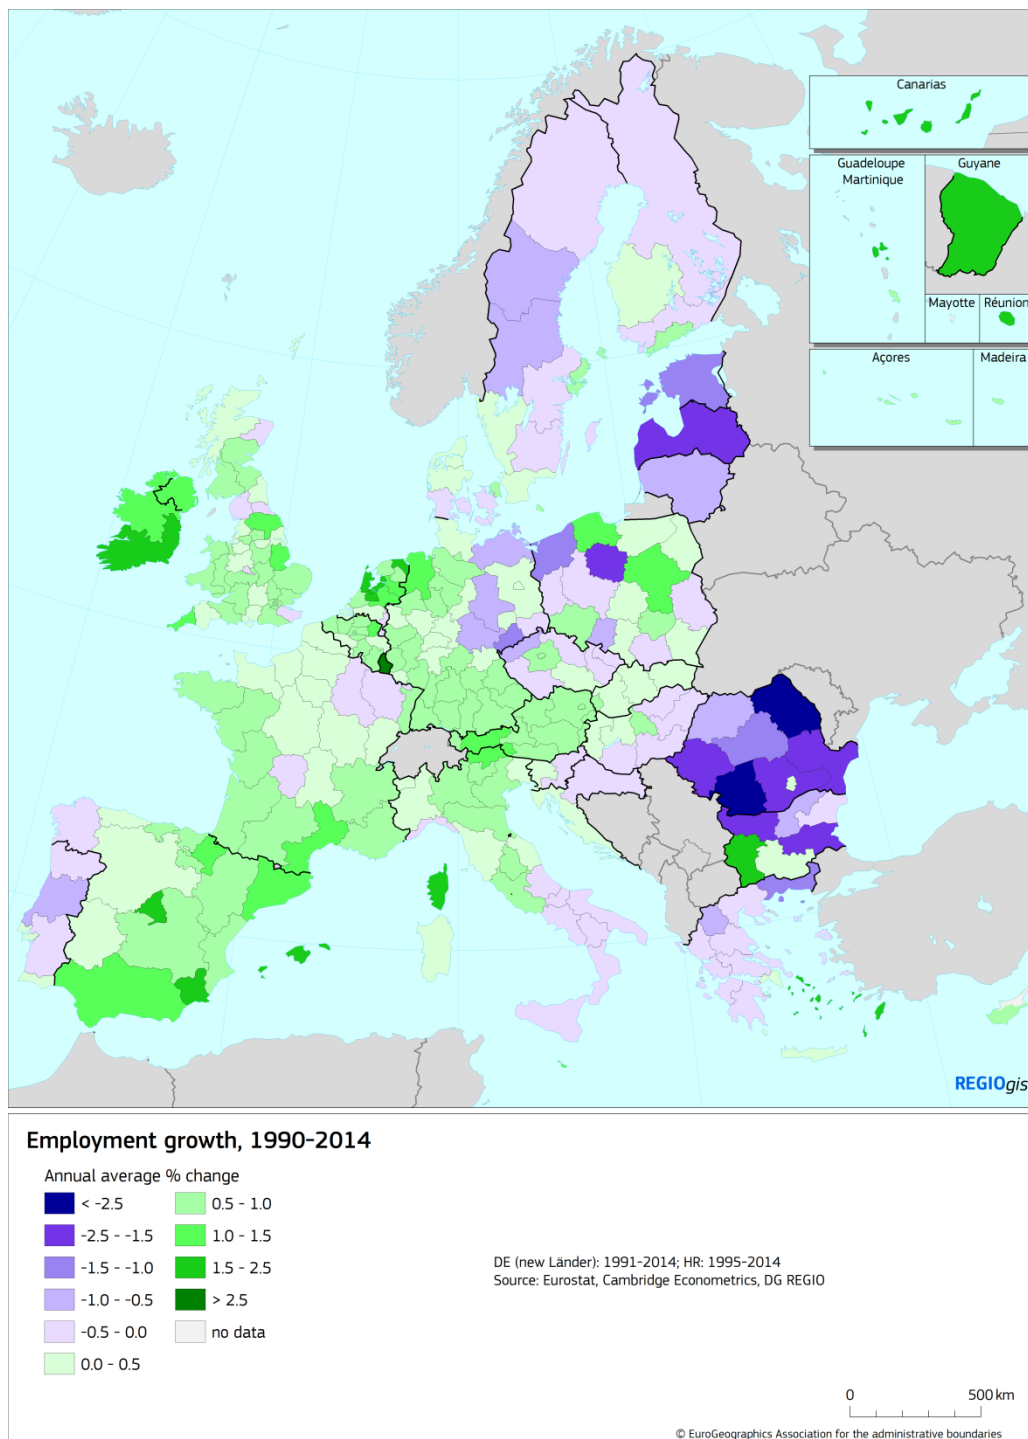 Canarias
Guadeloupe
Martinique
Guyane
Mayotte
Réunion
Açores
Madeira
REGIOgis
Employment growth, 1990-2014
Annual average % change
< -2.5
-2.5 - -1.5
-1.5 - -1.0
-1.0 - -0.5
-0.5 - 0.0
0.0 - 0.5
0.5 - 1.0
1.0 - 1.5
1.5 - 2.5
> 2.5
no data
DE (new Länder): 1991-2014; HR: 1995-2014
Source: Eurostat, Cambridge Econometrics, DG REGIO
0 500 km
© EuroGeographics Association for the administrative boundaries